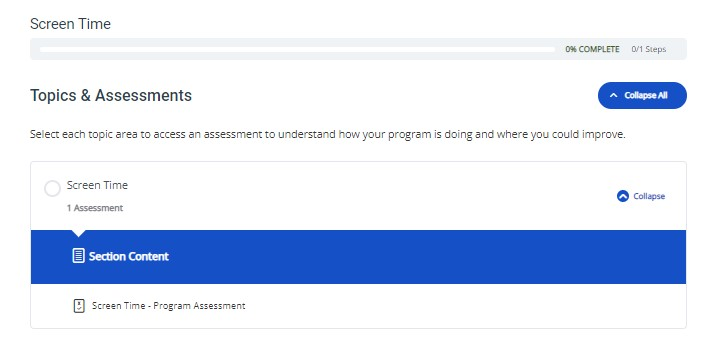 Screen Time
0% COMPLETE 0/1 Steps
Topics & Assessments
Collapse All
Select each topic area to access an assessment to understand how your program is doing and where you could improve.
Screen Time
1 Assessment
Collapse
Section Content
Screen Time - Program Assessment